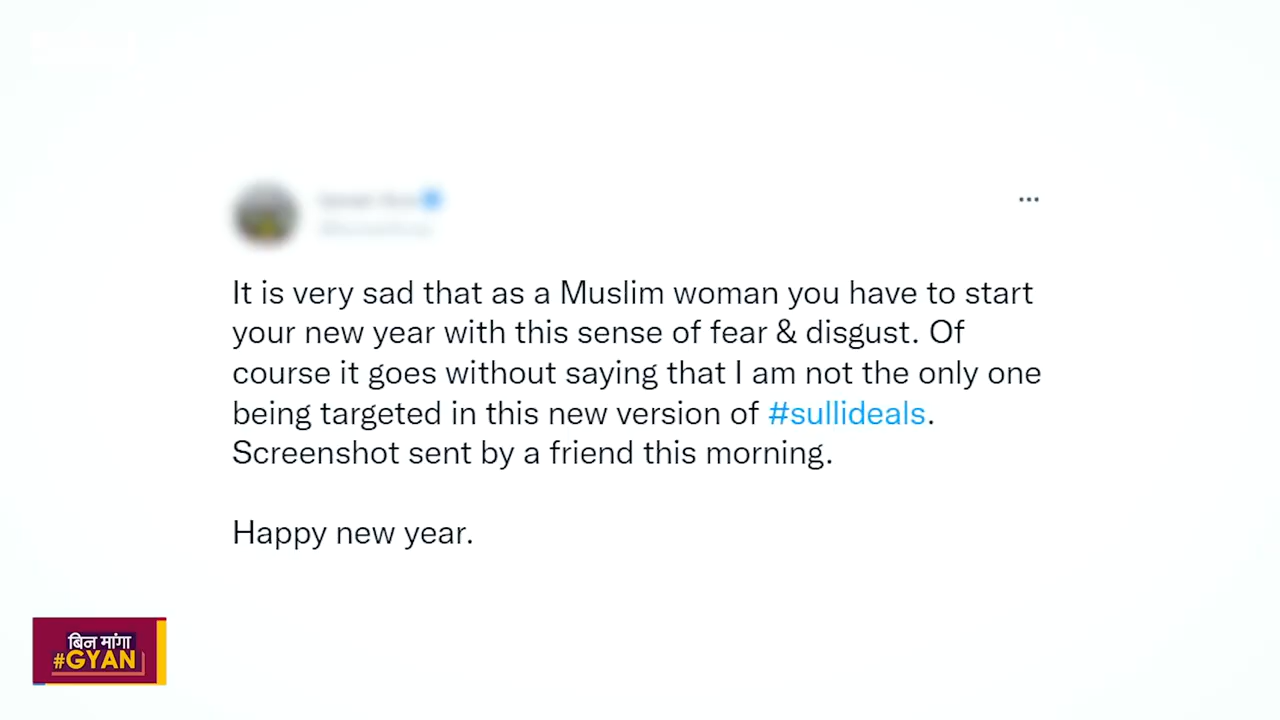 It is very sad that as a Muslim woman you have to start
your new year with this sense of fear & disgust. Of
course it goes without saying that I am not the only one
being targeted in this new version of #sullideals.
Screenshot sent by a friend this morning.
Happy new year.
बिन मांगा
#GYAN